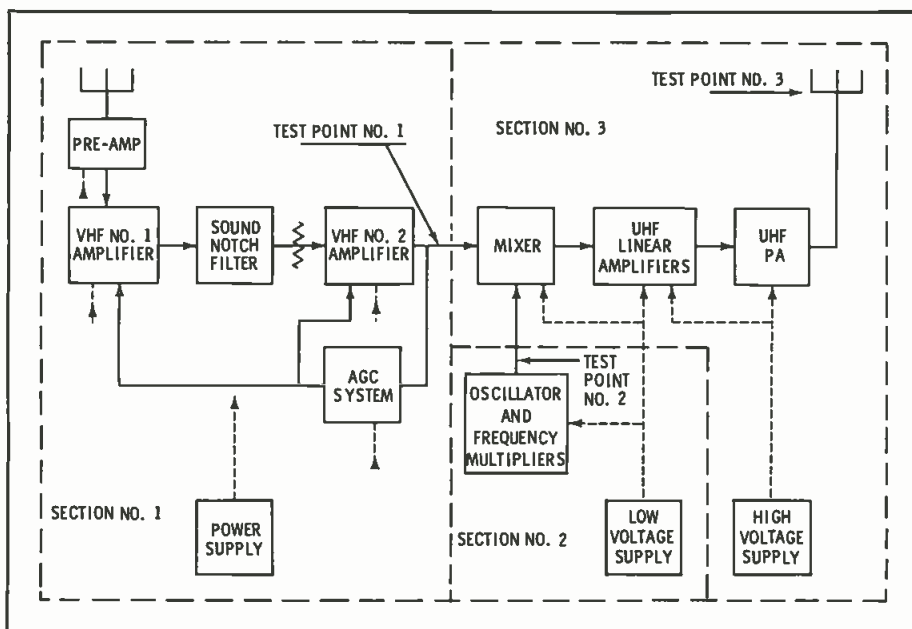 TEST POINT NO. 3
TEST POINT NO. 1
SECTION NO. 3
PRE-AMP
VHF NO. 1
AMPLIFIER
SOUND
NOTCH
FILTER
VHF NO. 2
AMPLIFIER
MIXER
UHF
LINEAR
AMPLIFIERS
UHF
PA
AGC
SYSTEM
TEST
POINT
NO. 2
OSCILLATOR
AND
FREQUENCY
MULTIPLIERS
SECTION NO. 1
POWER
SUPPLY
SECTION NO. 2
LOW
VOLTAGE
SUPPLY
HIGH
VOLTAGE
SUPPLY